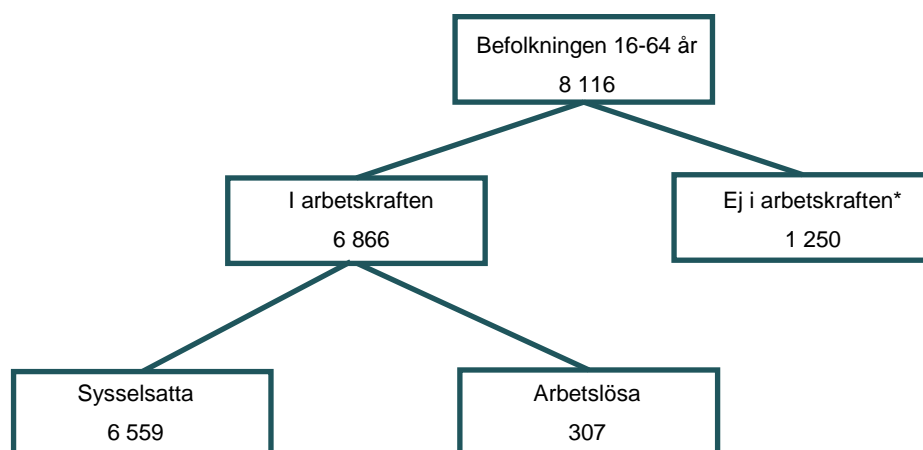 Befolkningen 16-64 år
8 116
I arbetskraften
6 866
Ej i arbetskraften*
1 250
Sysselsatta
6 559
Arbetslösa
307